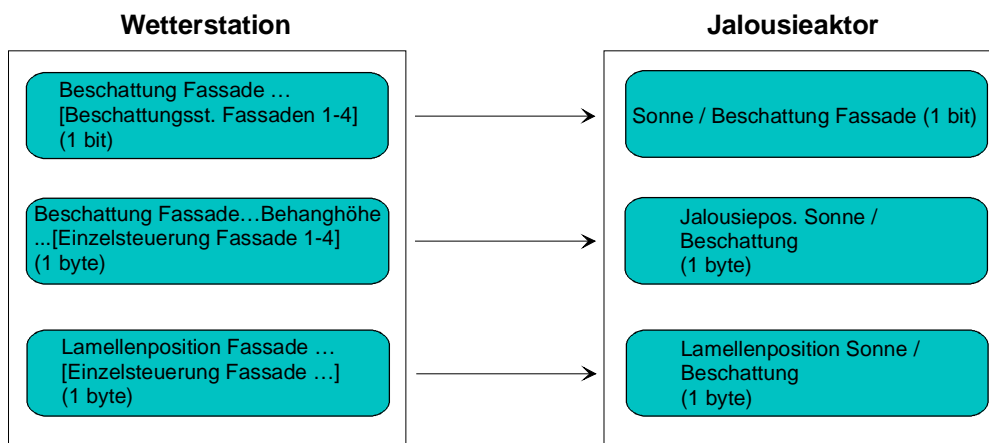 Wetterstation
Jalousieaktor
Beschattung Fassade …
[Beschattungsst. Fassaden 1-4]
(1 bit)
Sonne / Beschattung Fassade (1 bit)
Beschattung Fassade…Behanghöhe
...[Einzelsteuerung Fassade 1-4]
(1 byte)
Jalousiepos. Sonne /
Beschattung
(1 byte)
Lamellenposition Fassade …
[Einzelsteuerung Fassade …]
(1 byte)
Lamellenposition Sonne /
Beschattung
(1 byte)